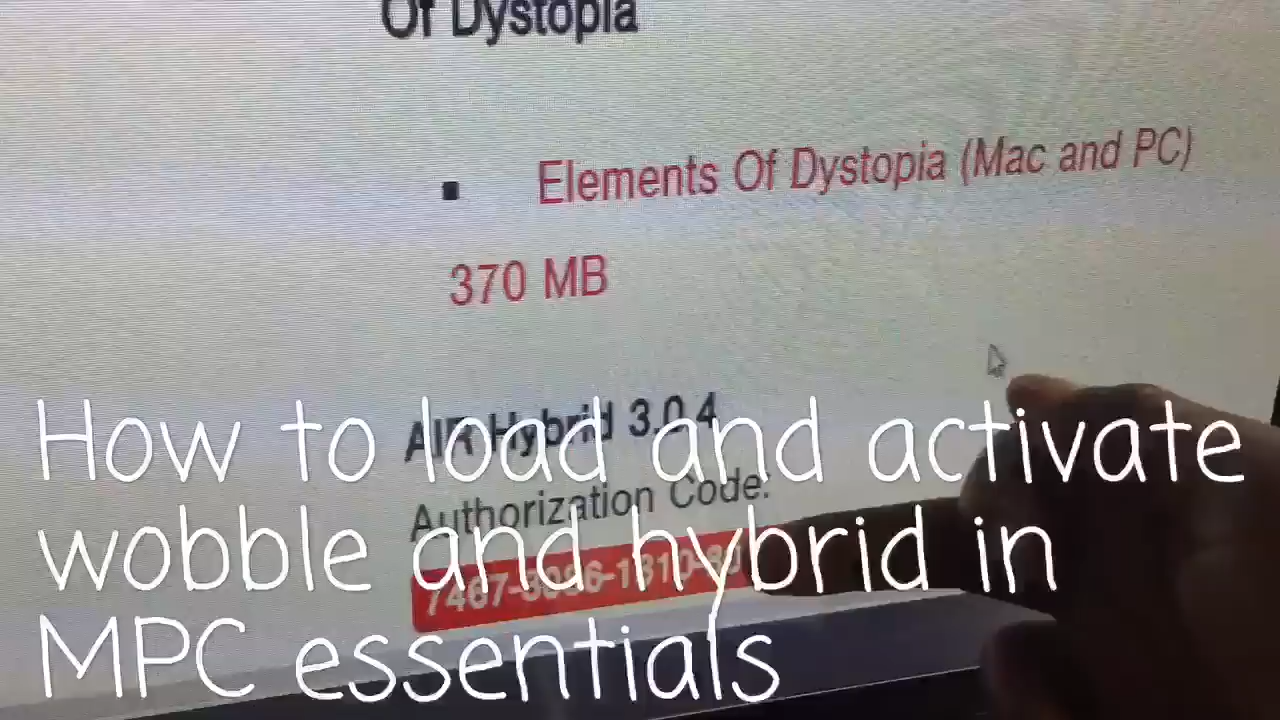 Of Dystopia
▪ Elements Of Dystopia (Mac and PC)
370 MB
AIR Hybrid 3.0.4
Authorization Code:
How to load and activate
wobble and hybrid in
MPC essentials